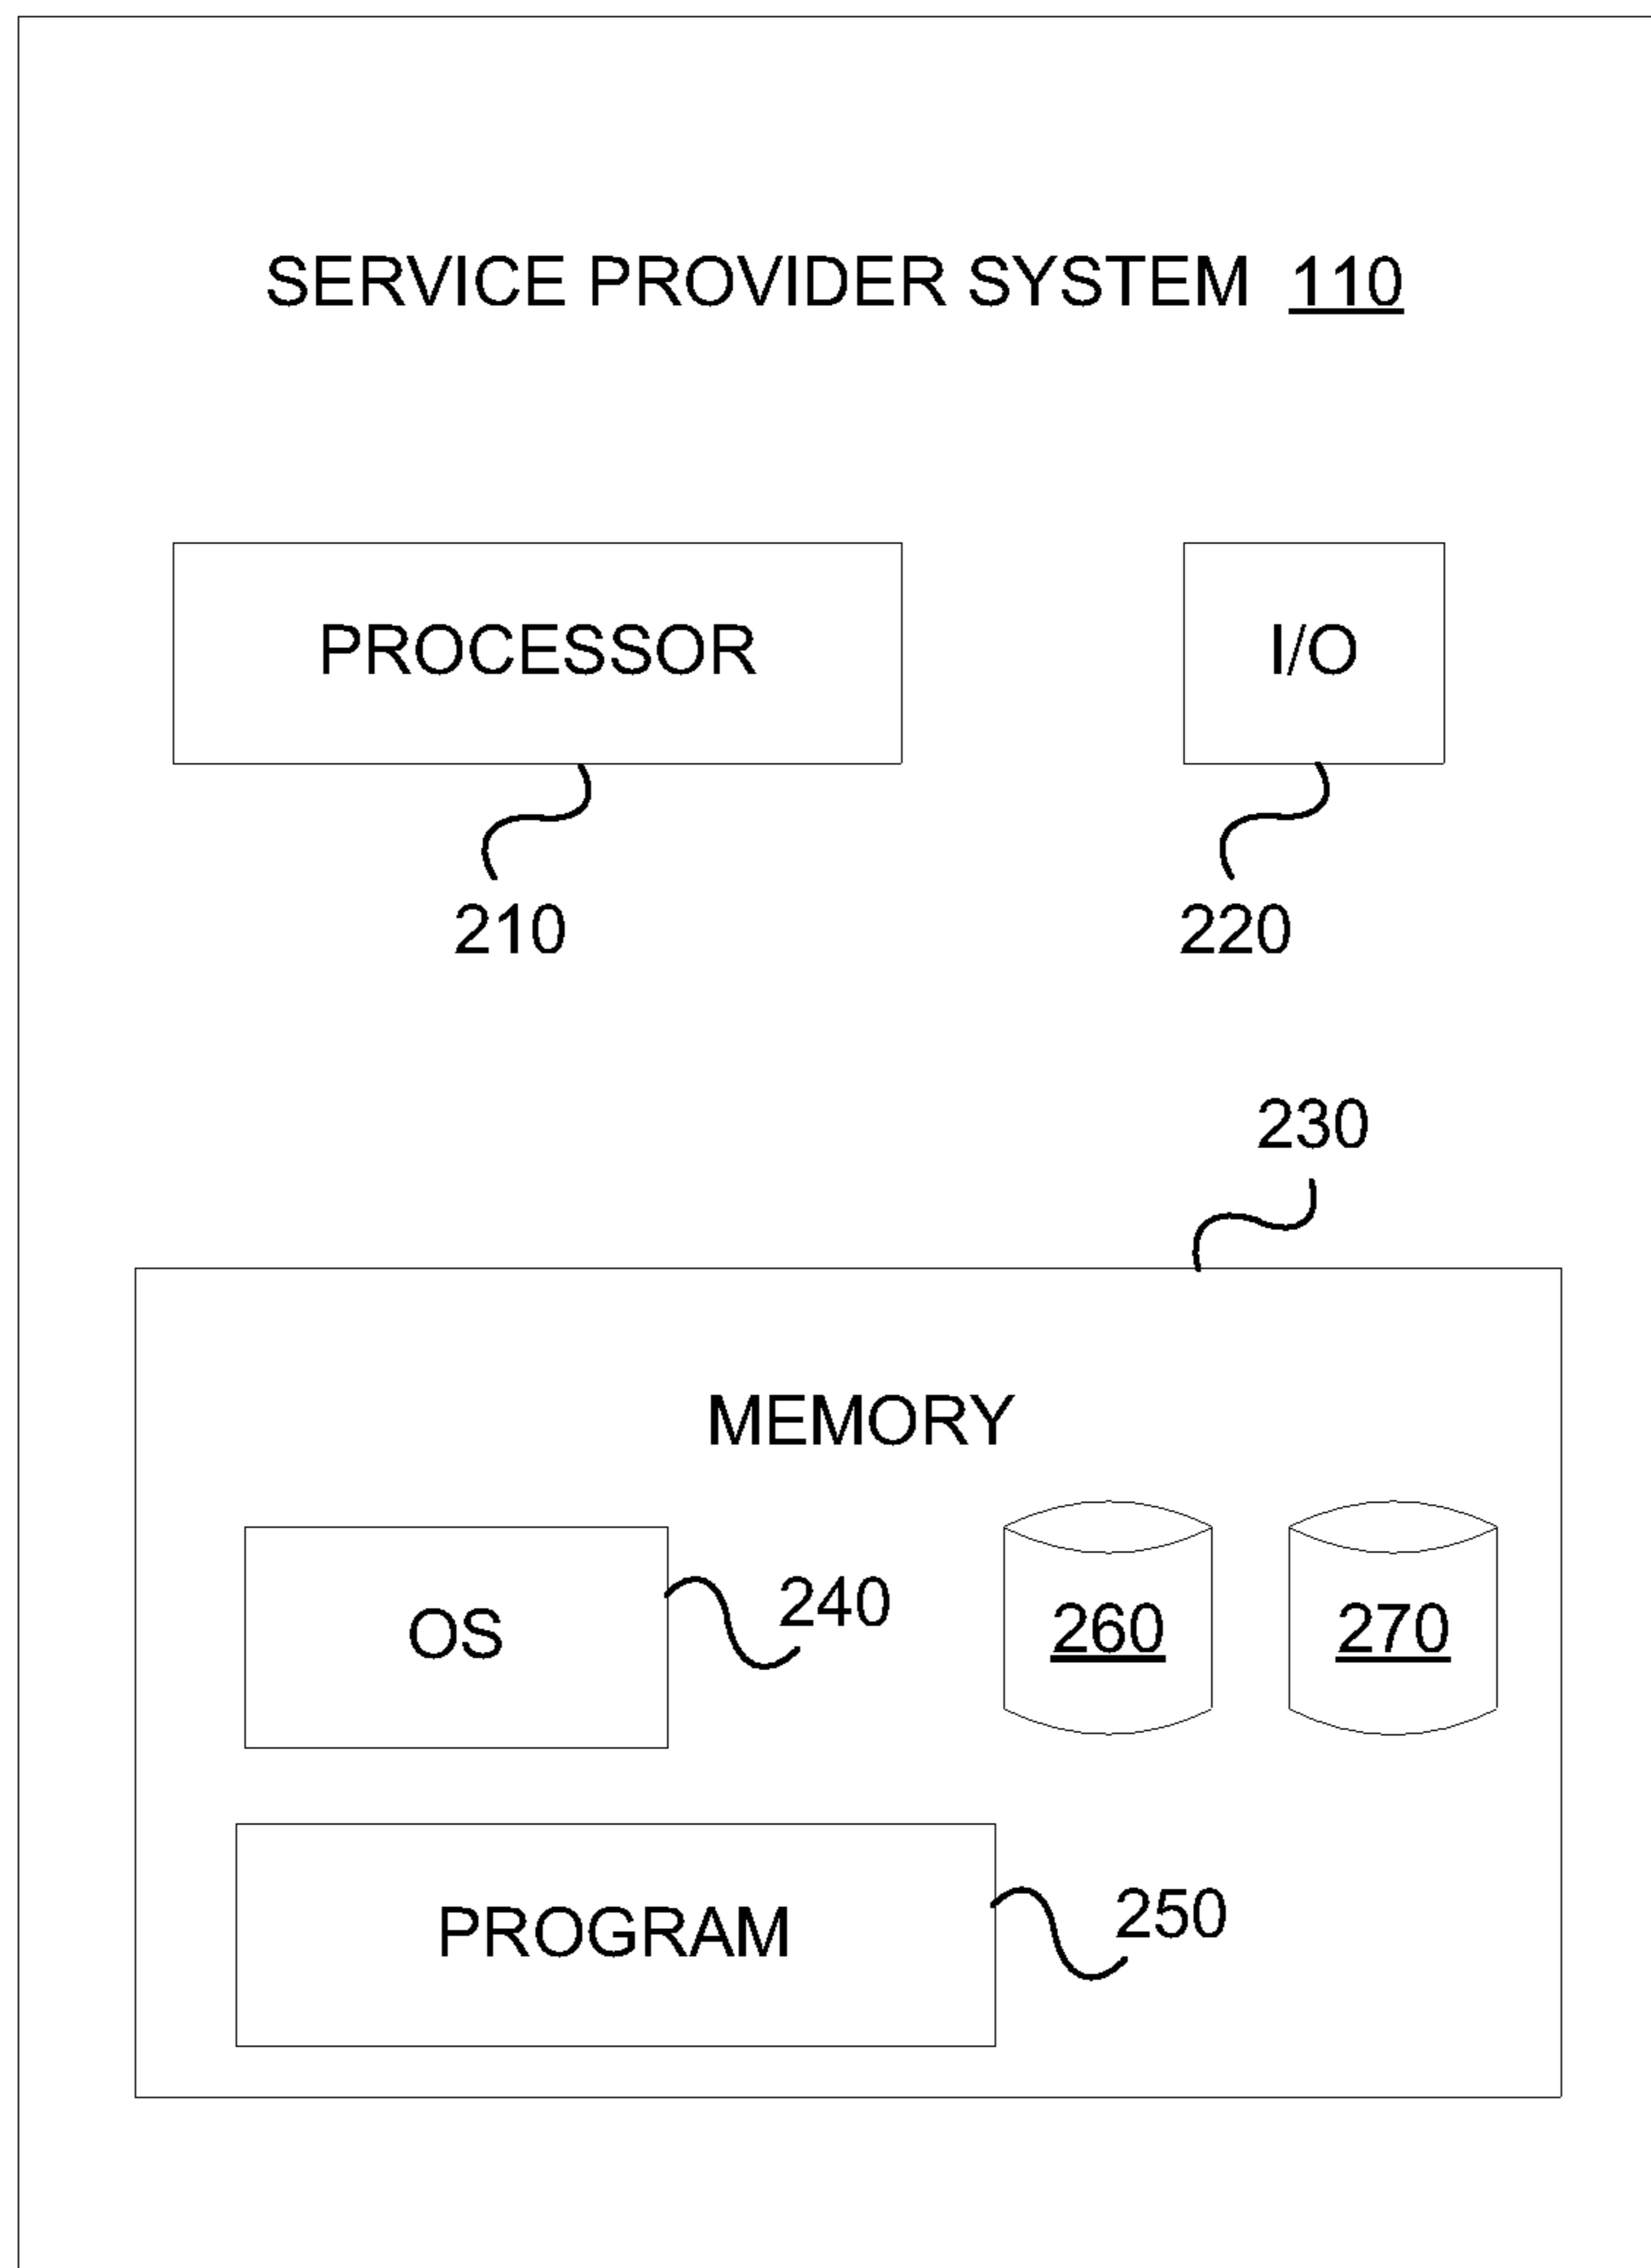 SERVICE PROVIDER SYSTEM 110
PROCESSOR
I/O
210
220
230
MEMORY
OS
240
260
270
PROGRAM
250